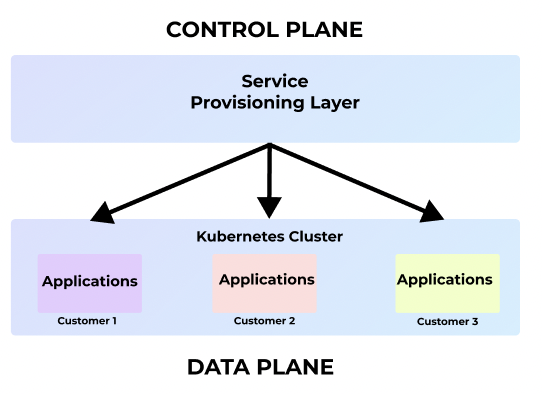 CONTROL PLANE
Service
Provisioning Layer
Kubernetes Cluster
Applications
Applications
Applications
Customer 1
Customer 2
Customer 3
DATA PLANE